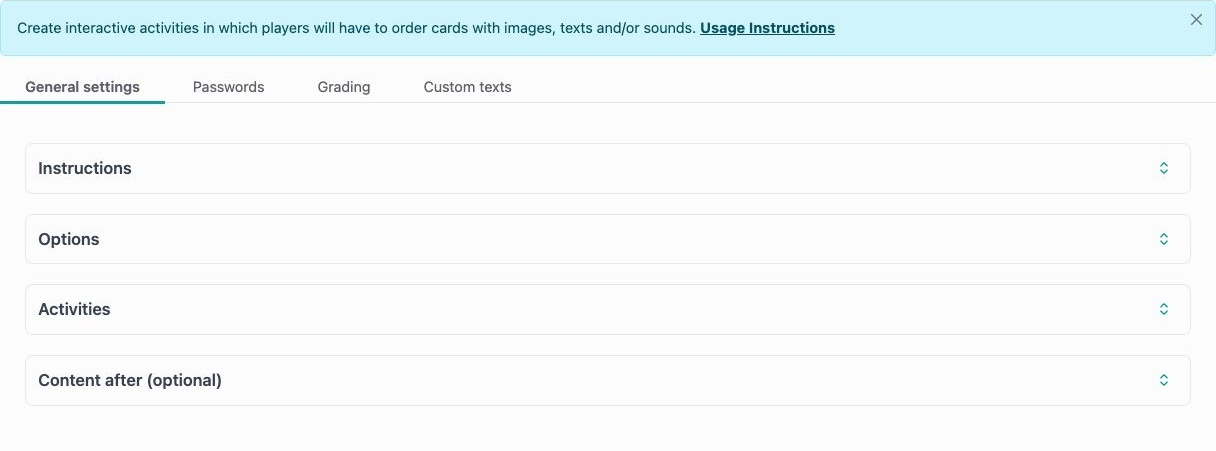 Create interactive activities in which players will have to order cards with images, texts and/or sounds. Usage Instructions
General settings Passwords Grading Custom texts
Instructions
Options
Activities
Content after (optional)